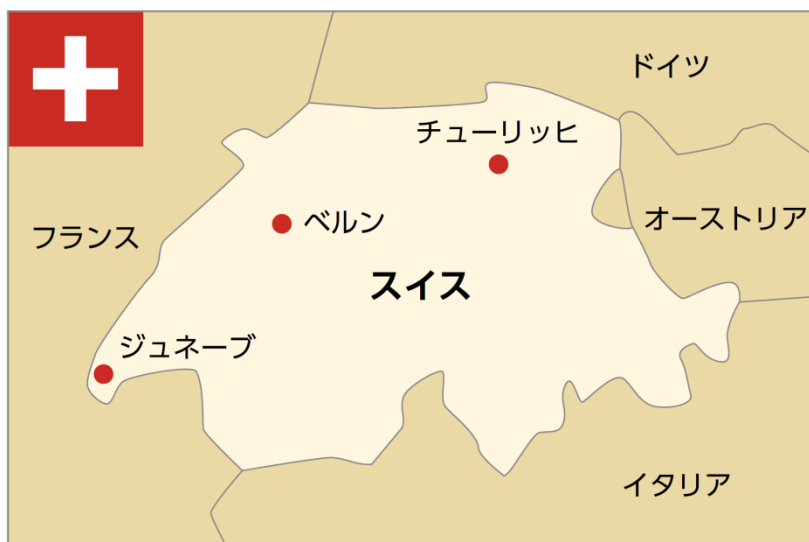 ドイツ
チューリッヒ
オーストリア
フランス
ベルン
スイス
ジュネーブ
イタリア